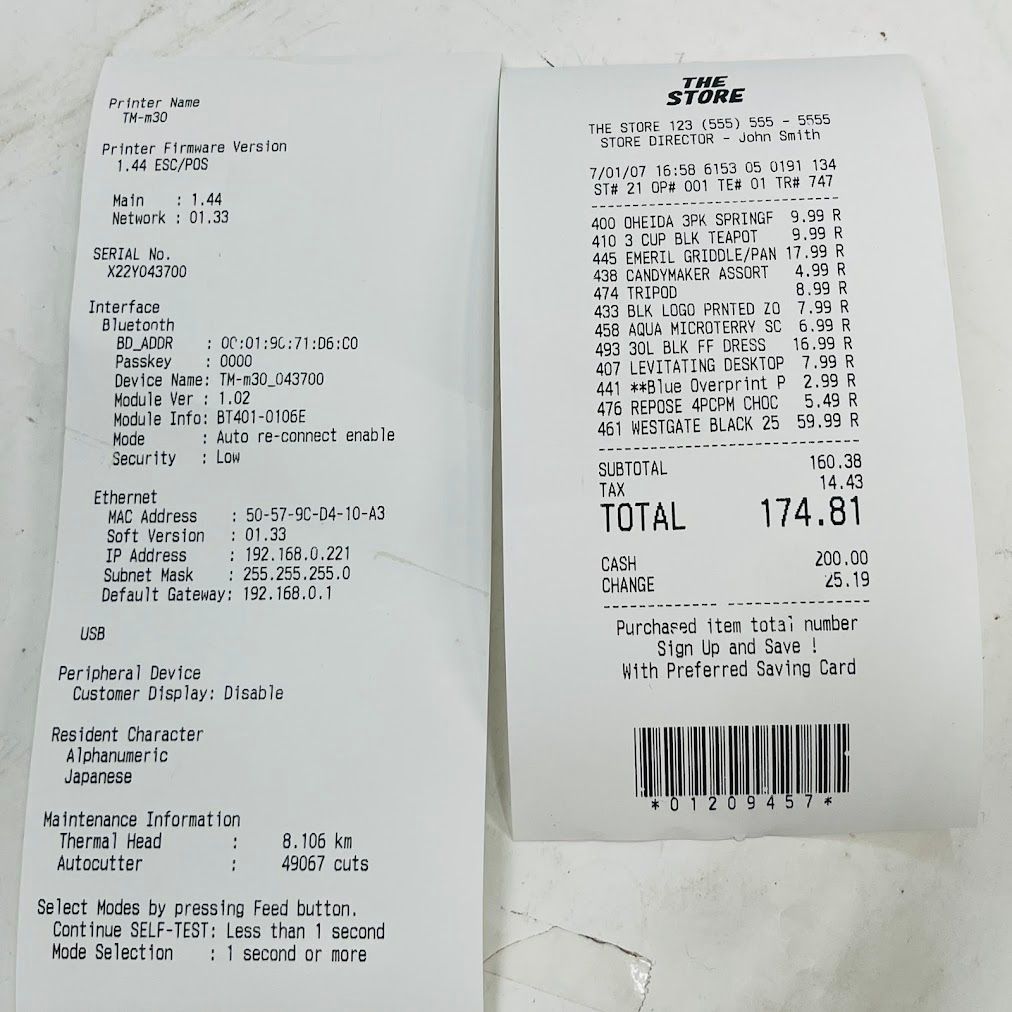 Printer Name
TM-m30
Printer Firmware Version
1.44 ESC/POS
Main : 1.44
Network : 01.33
SERIAL No.
X22Y043700
Interface
Bluetonth
BD_ADDR : 00:01:90:71:D6:C0
Passkey : 0000
Device Name: TM-m30_043700
Module Ver : 1.02
Module Info: BT401-0106E
Mode : Auto re-connect enable
Security : Low
Ethernet
MAC Address : 50-57-9C-D4-10-A3
Soft Version : 01.33
IP Address : 192.168.0.221
Subnet Mask : 255.255.255.0
Default Gateway: 192.168.0.1
USB
Peripheral Device
Customer Display: Disable
Resident Character
Alphanumeric
Japanese
Maintenance Information
Thermal Head : 8.106 km
Autocutter : 49067 cuts
Select Modes by pressing Feed button.
Continue SELF-TEST: Less than 1 second
Mode Selection : 1 second or more
THE
STORE
THE STORE 123 (555) 555 - 5555
STORE DIRECTOR - John Smith
7/01/07 16:58 6153 05 0191 134
ST# 21 OP# 001 TE# 01 TR# 747
------------------------------
400 OHEIDA 3PK SPRINGF 9.99 R
410 3 CUP BLK TEAPOT 9.99 R
445 EMERIL GRIDDLE/PAN 17.99 R
438 CANDYMAKER ASSORT 4.99 R
474 TRIPOD 8.99 R
433 BLK LOGO PRNTED ZO 7.99 R
458 AQUA MICROTERRY SC 6.99 R
493 30L BLK FF DRESS 16.99 R
407 LEVITATING DESKTOP 7.99 R
441 **Blue Overprint P 2.99 R
476 REPOSE 4PCPM CHOC 5.49 R
461 WESTGATE BLACK 25 59.99 R
------------------------------
SUBTOTAL 160.38
TAX 14.43
TOTAL 174.81
CASH 200.00
CHANGE 25.19
------------------------------
Purchased item total number
Sign Up and Save !
With Preferred Saving Card
*01209457*